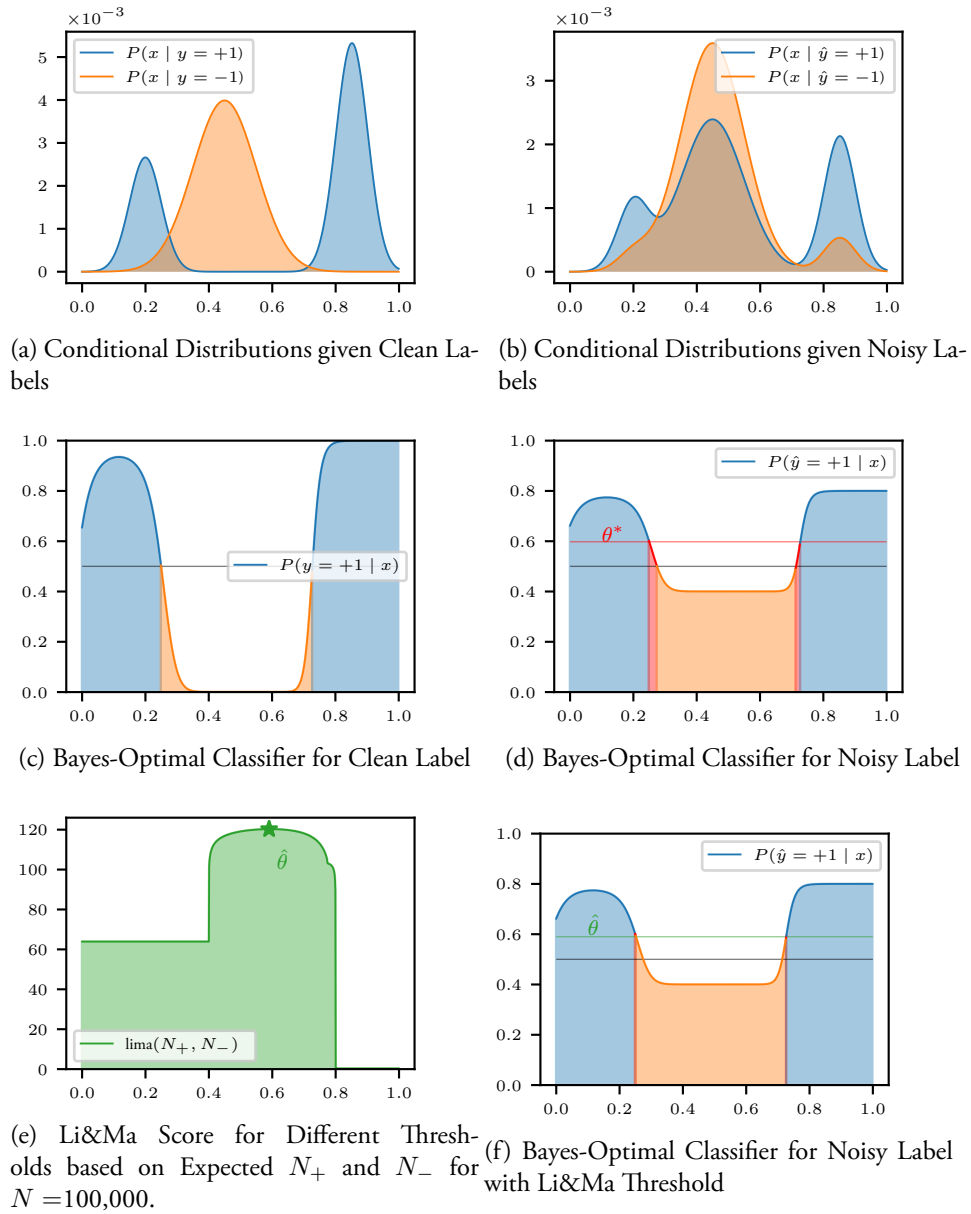 ×10⁻³
5
4
3
2
1
0
P(x | y = +1)
P(x | y = −1)
0.0 0.2 0.4 0.6 0.8 1.0
(a) Conditional Distributions given Clean La-
bels
×10⁻³
3
2
1
0
P(x | ŷ = +1)
P(x | ŷ = −1)
0.0 0.2 0.4 0.6 0.8 1.0
(b) Conditional Distributions given Noisy La-
bels
1.0
0.8
0.6
0.4
0.2
0.0
P(y = +1 | x)
0.0 0.2 0.4 0.6 0.8 1.0
(c) Bayes-Optimal Classifier for Clean Label
1.0
0.8
0.6
0.4
0.2
0.0
P(ŷ = +1 | x)
θ*
0.0 0.2 0.4 0.6 0.8 1.0
(d) Bayes-Optimal Classifier for Noisy Label
120
100
80
60
40
20
0
θ̂
lima(N₊, N₋)
0.0 0.2 0.4 0.6 0.8 1.0
(e) Li&Ma Score for Different Thresh-
olds based on Expected N₊ and N₋ for
N =100,000.
1.0
0.8
0.6
0.4
0.2
0.0
P(ŷ = +1 | x)
θ̂
0.0 0.2 0.4 0.6 0.8 1.0
(f) Bayes-Optimal Classifier for Noisy Label
with Li&Ma Threshold